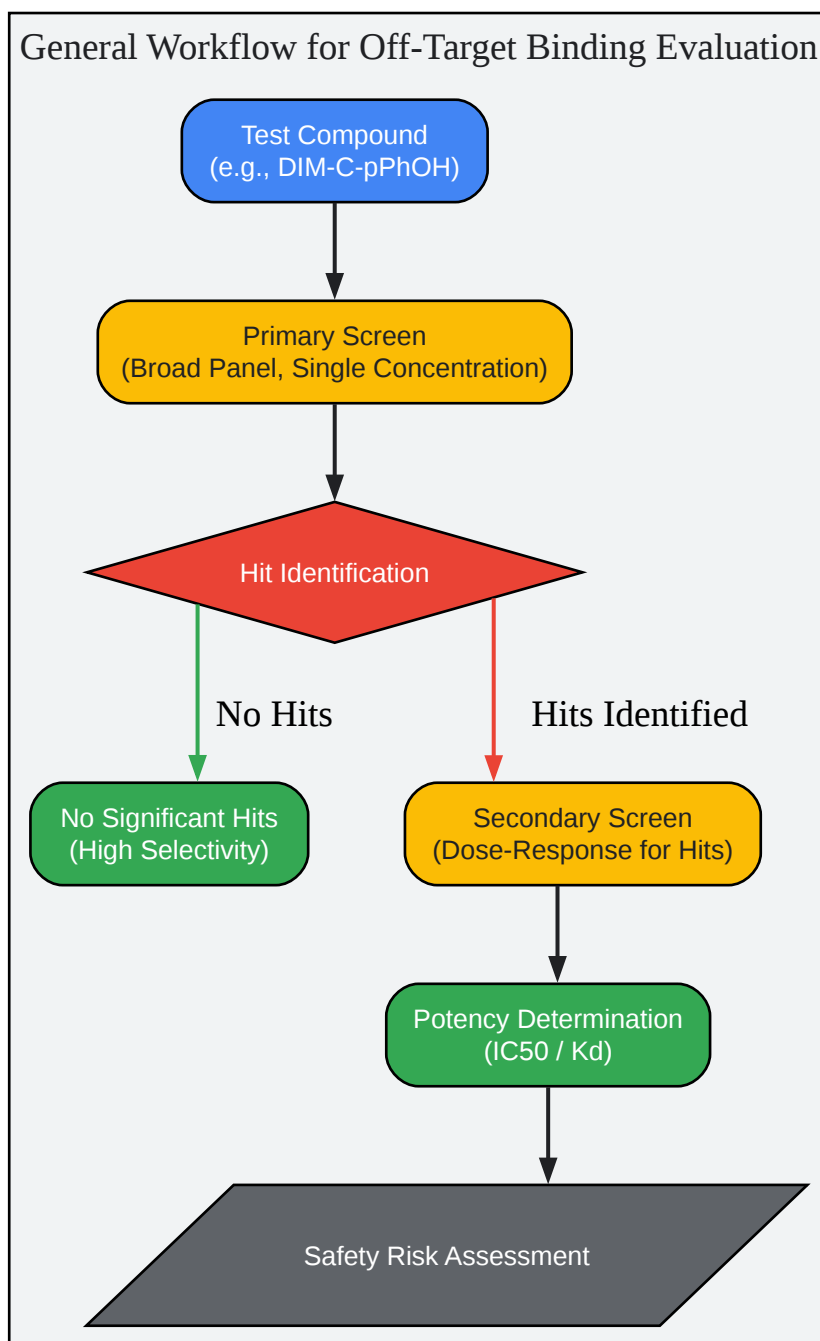 General Workflow for Off-Target Binding Evaluation
Test Compound
(e.g., DIM-C-pPhOH)
Primary Screen
(Broad Panel, Single Concentration)
Hit Identification
No Hits
Hits Identified
No Significant Hits
(High Selectivity)
Secondary Screen
(Dose-Response for Hits)
Potency Determination
(IC50 / Kd)
Safety Risk Assessment